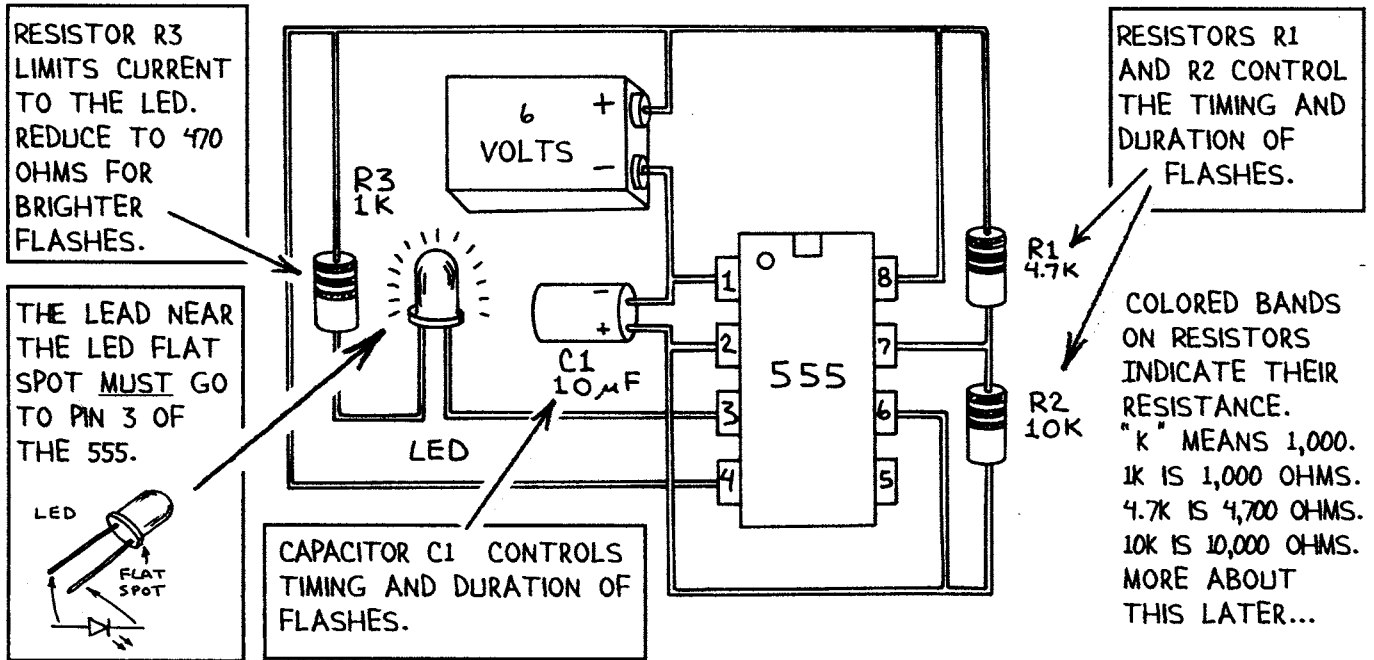 RESISTOR R3
LIMITS CURRENT
TO THE LED.
REDUCE TO 470
OHMS FOR
BRIGHTER
FLASHES.
THE LEAD NEAR
THE LED FLAT
SPOT MUST GO
TO PIN 3 OF
THE 555.
LED
FLAT
SPOT
R3
1K
6
VOLTS
+
−
LED
−
+
C1
10µF
1
2
3
4
555
8
7
6
5
R1
4.7K
R2
10K
CAPACITOR C1 CONTROLS
TIMING AND DURATION OF
FLASHES.
RESISTORS R1
AND R2 CONTROL
THE TIMING AND
DURATION OF
FLASHES.
COLORED BANDS
ON RESISTORS
INDICATE THEIR
RESISTANCE.
"K" MEANS 1,000.
1K IS 1,000 OHMS.
4.7K IS 4,700 OHMS.
10K IS 10,000 OHMS.
MORE ABOUT
THIS LATER...